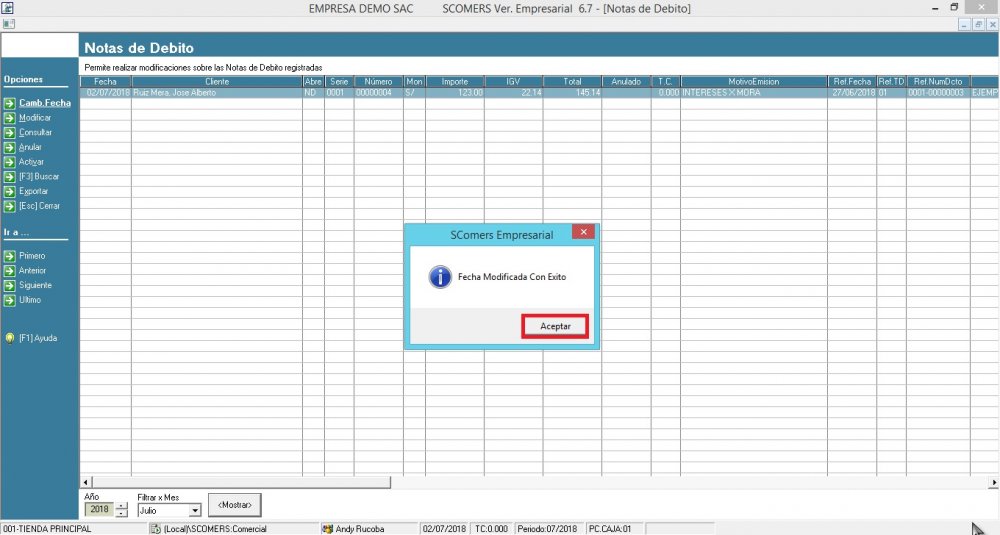 EMPRESA DEMO SAC SCOMERS Ver. Empresarial 6.7 - [Notas de Debito]
Notas de Debito
Permite realizar modificaciones sobre las Notas de Debito registradas
Opciones
Camb.Fecha
Modificar
Consultar
Anular
Activar
[F3] Buscar
Exportar
[Esc] Cerrar
Ir a ...
Primero
Anterior
Siguiente
Ultimo
[F1] Ayuda
Fecha Cliente Abre Serie Número Mon Importe IGV Total Anulado T.C. MotivoEmision Ref.Fecha Ref.TD Ref.NumDcto
02/07/2018 Ruiz Mera, Jose Alberto ND 0001 00000004 S/ 123.00 22.14 145.14 0.000 INTERESES X MORA 27/06/2018 01 0001-00000003 EJEMP
SComers Empresarial
Fecha Modificada Con Exito
Aceptar
Año Filtrar x Mes
2018 Julio <Mostrar>
001-TIENDA PRINCIPAL (Local)\SCOMERS:Comercial Andy Rucoba 02/07/2018 TC:0.000 Periodo:07/2018 PC.CAJA:01